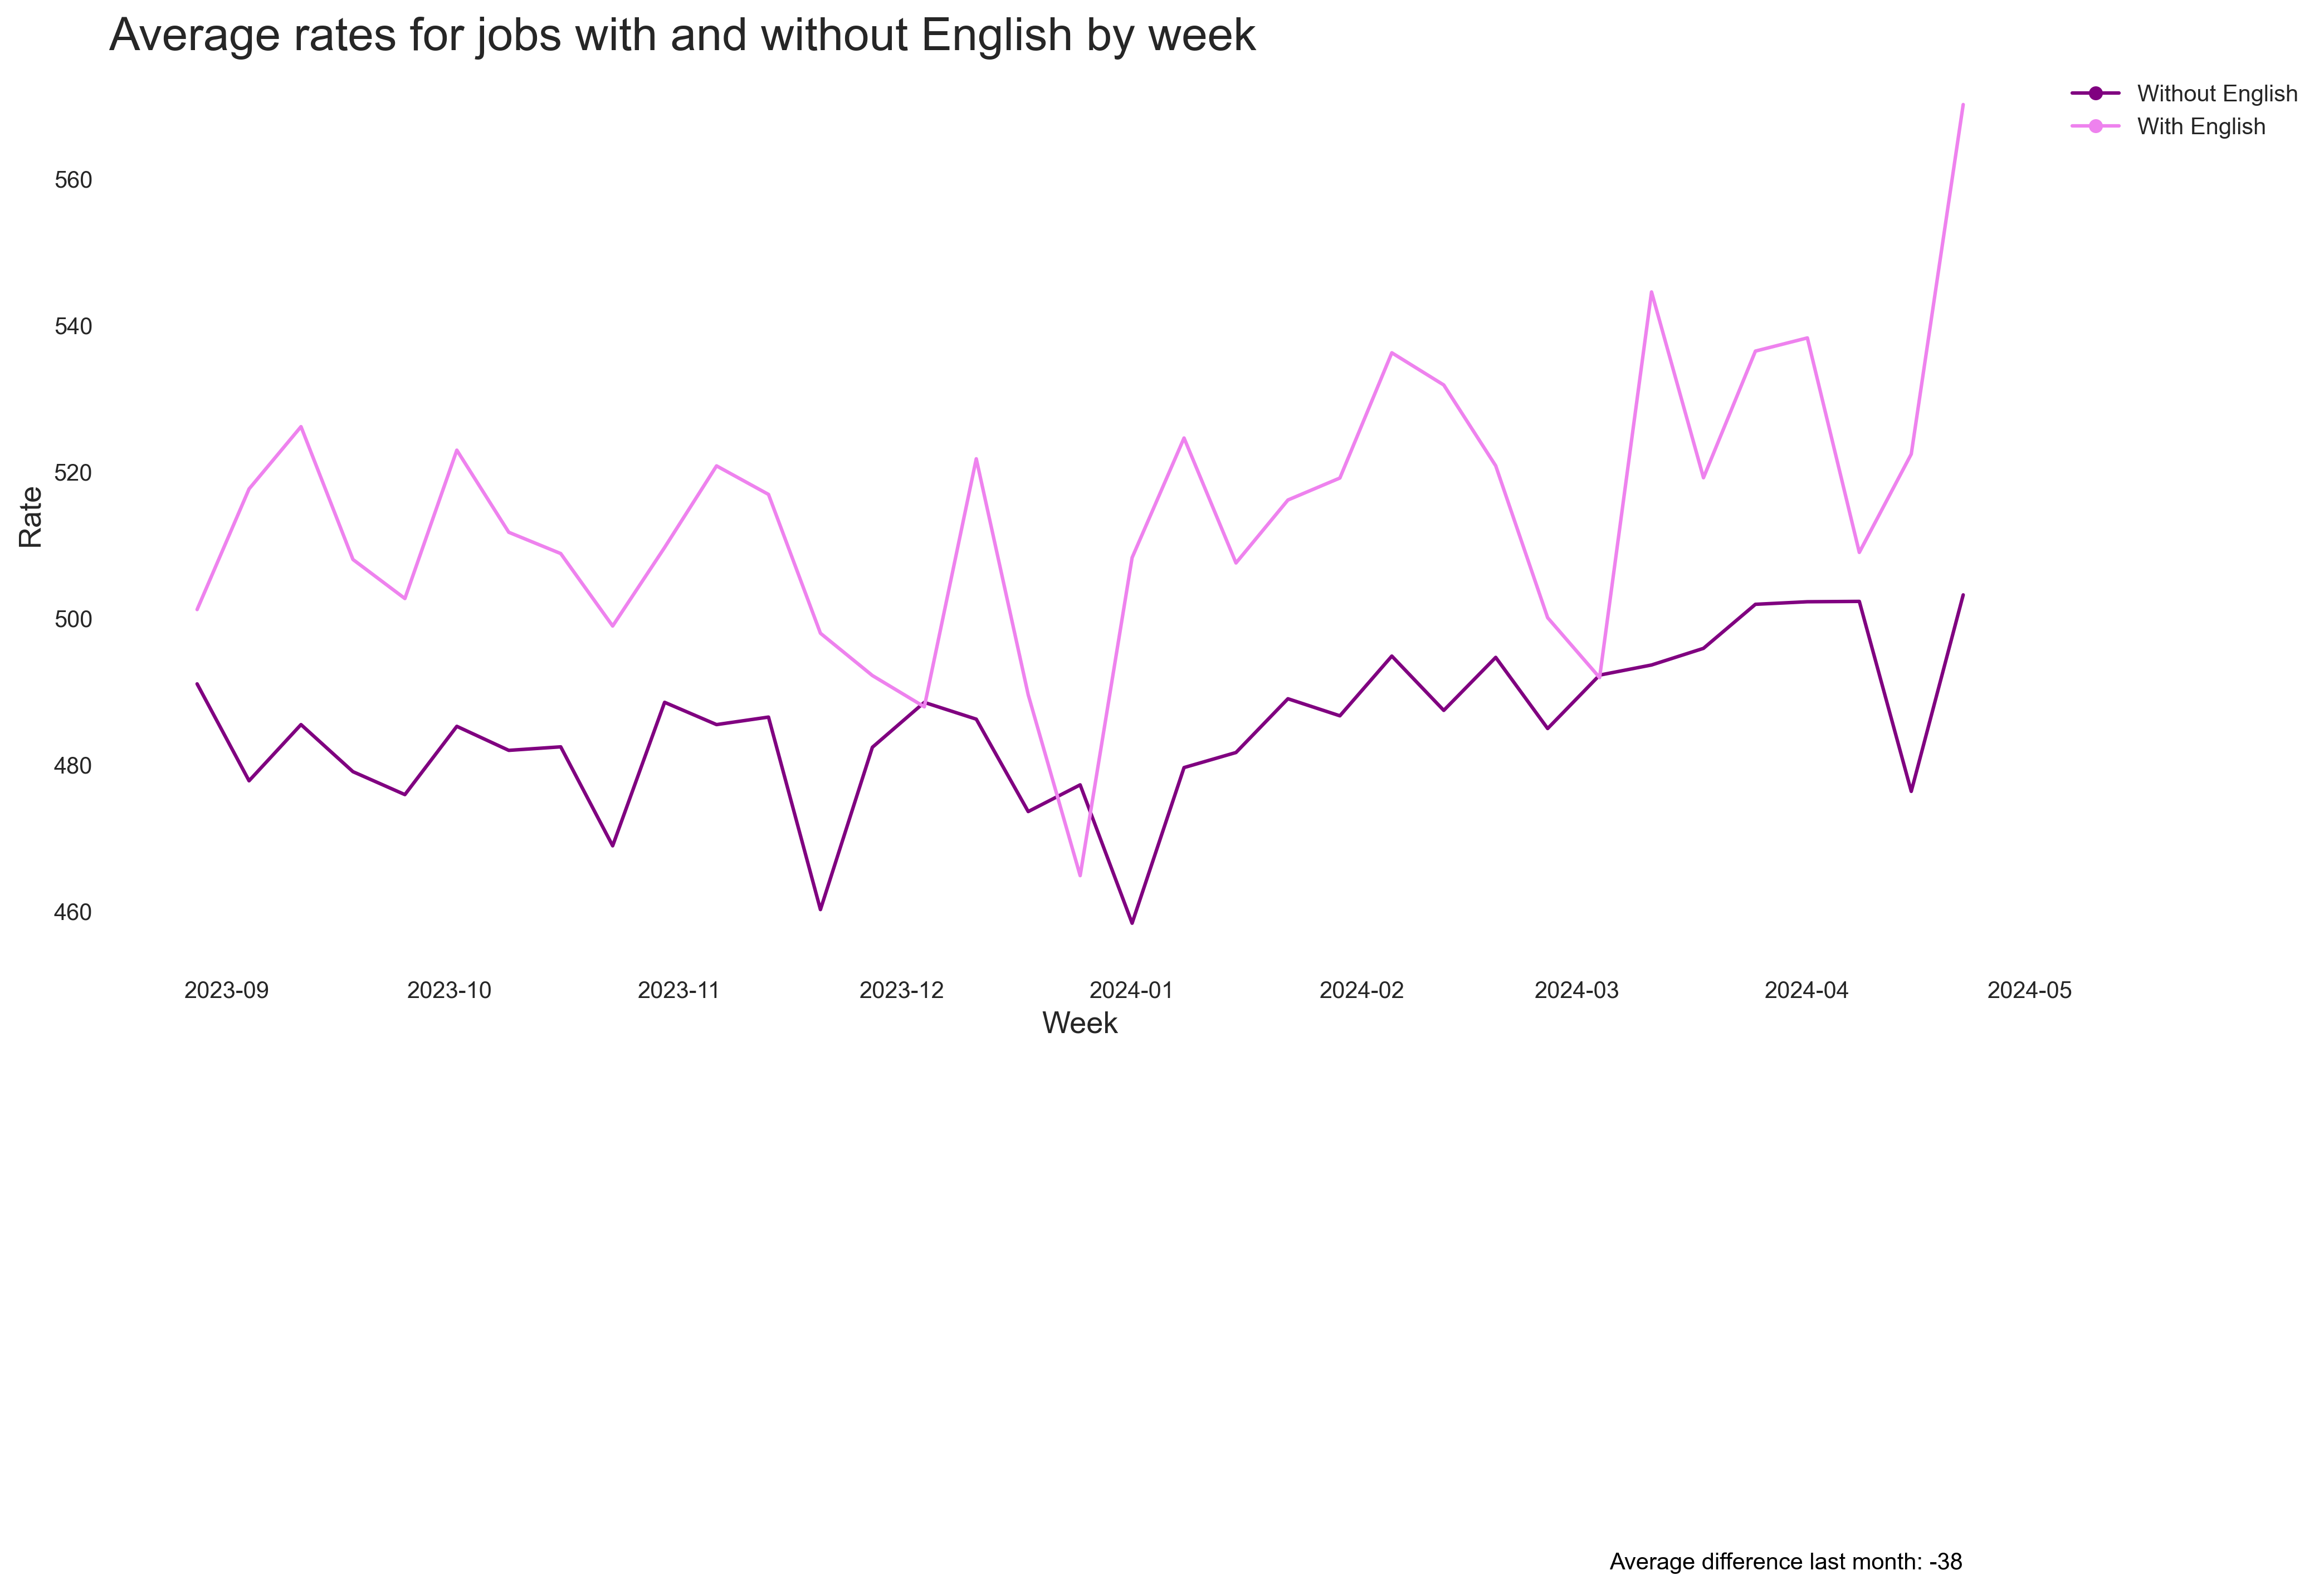 Average rates for jobs with and without English by week
Without English
With English
560
540
520
500
480
460
Rate
2023-09
2023-10
2023-11
2023-12
2024-01
2024-02
2024-03
2024-04
2024-05
Week
Average difference last month: -38